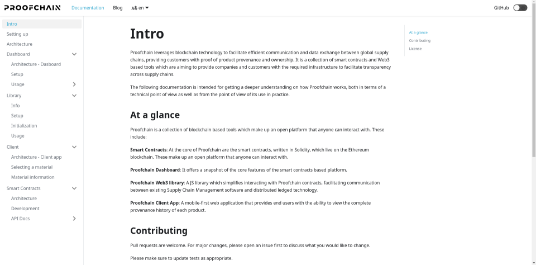 PROOFCHAIN
Documentation
Blog
GitHub
Intro
Setting up
Architecture
Dashboard
Architecture - Dashboard
Setup
Usage
Library
Info
Setup
Initialization
Usage
Client
Architecture - Client app
Selecting a material
Material information
Smart Contracts
Architecture
Development
API Docs
Intro
ProofChain leverages blockchain technology to facilitate efficient communication and data exchange between global supply
chains, providing customers with proof of product provenance and ownership. It is a collection of smart contracts and Web3
based tools which are aiming to provide companies and customers with the required infrastructure to facilitate transparency
across supply chains.
The following documentation is intended for getting a deeper understanding on how Proofchain works, both in terms of a
technical point of view as well as from the point of view of its use in practice.
At a glance
Proofchain is a collection of blockchain based tools which make up an open platform that anyone can interact with. These
include:
Smart Contracts: At the core of Proofchain are the smart contracts, written in Solidity, which live on the Ethereum
blockchain. These make up an open platform that anyone can interact with.
Proofchain Dashboard: It offers a snapshot of the core features of the smart contracts based platform.
Proofchain Web3 library: A JS library which simplifies interacting with Proofchain contracts, facilitating communication
between existing Supply Chain Management software and distributed ledger technology.
Proofchain Client App: A mobile-first web application that provides end users with the ability to view the complete
provenance history of each product.
Contributing
Pull requests are welcome. For major changes, please open an issue first to discuss what you would like to change.
Please make sure to update tests as appropriate.
At a glance
Contributing
License